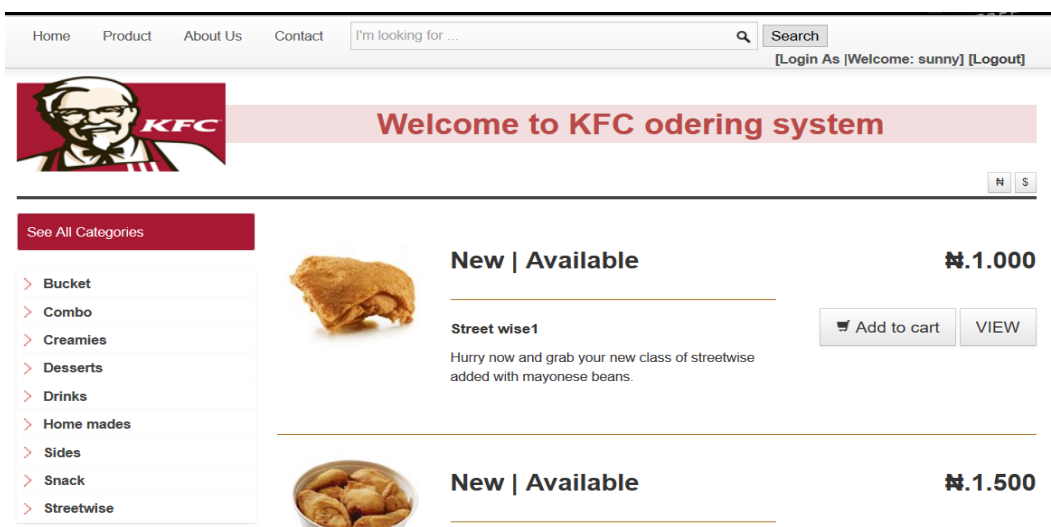 Home Product About Us Contact I'm looking for ... Search
[Login As |Welcome: sunny] [Logout]
KFC
Welcome to KFC odering system
₦ $
See All Categories
Bucket
Combo
Creamies
Desserts
Drinks
Home mades
Sides
Snack
Streetwise
New | Available ₦.1.000
Street wise1
Add to cart VIEW
Hurry now and grab your new class of streetwise
added with mayonese beans.
New | Available ₦.1.500